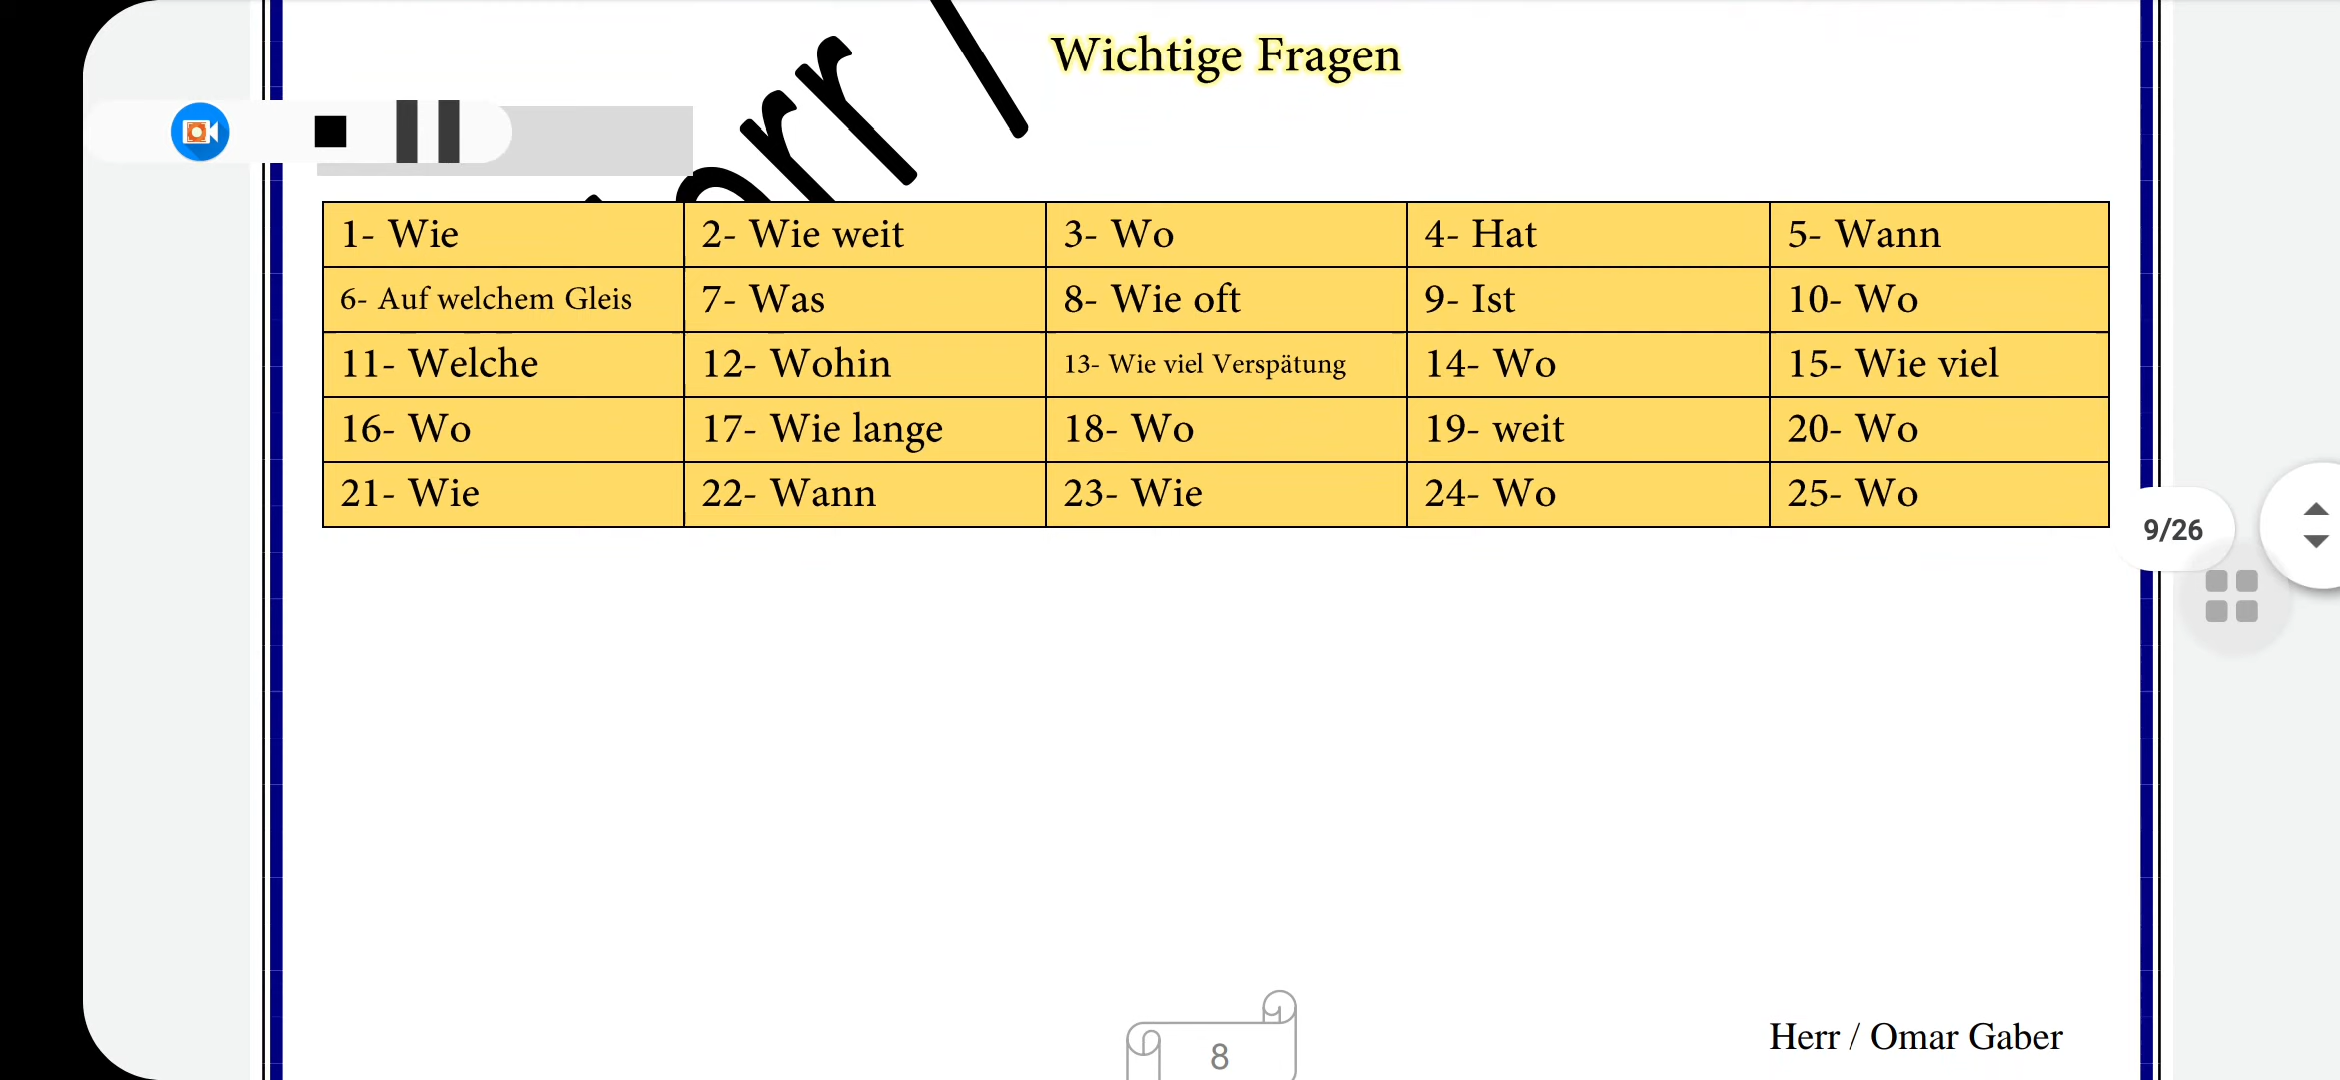 Wichtige Fragen
1- Wie 2- Wie weit 3- Wo 4- Hat 5- Wann
6- Auf welchem Gleis 7- Was 8- Wie oft 9- Ist 10- Wo
11- Welche 12- Wohin 13- Wie viel Verspätung 14- Wo 15- Wie viel
16- Wo 17- Wie lange 18- Wo 19- weit 20- Wo
21- Wie 22- Wann 23- Wie 24- Wo 25- Wo
9/26
Herr / Omar Gaber
8